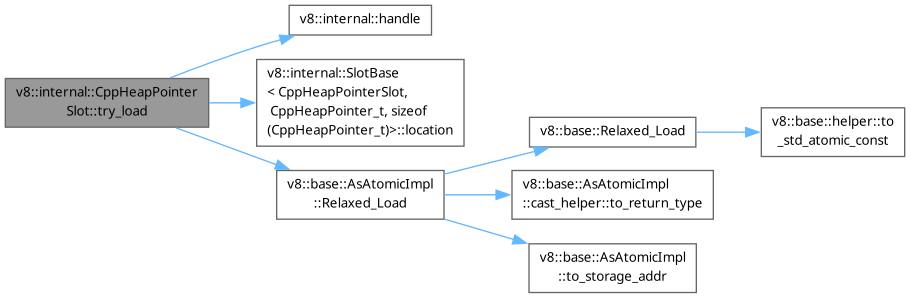 v8::internal::CppHeapPointer
Slot::try_load
v8::internal::handle
v8::internal::SlotBase
< CppHeapPointerSlot,
CppHeapPointer_t, sizeof
(CppHeapPointer_t)>::location
v8::base::AsAtomicImpl
::Relaxed_Load
v8::base::Relaxed_Load
v8::base::AsAtomicImpl
::cast_helper::to_return_type
v8::base::AsAtomicImpl
::to_storage_addr
v8::base::helper::to
_std_atomic_const